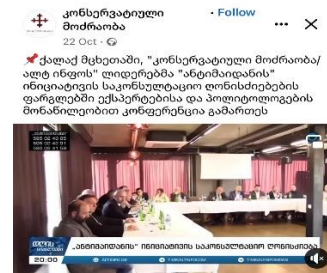 კონსერვატიული
მოძრაობა
· Follow
22 Oct ·
📌ქალაქ მცხეთაში, "კონსერვატიული მოძრაობა/
ალტ ინფოს" ლიდერებმა "ანტიმაიდანის"
ინიციატივის საკონსულტაციო ღონისძიებების
ფარგლებში ექსპერტებისა და პოლიტოლოგების
მონაწილეობით კონფერენცია გამართეს
„ანტიმაიდანის" ინიციატივის საკონსულტაციო ღონისძიება
20:00